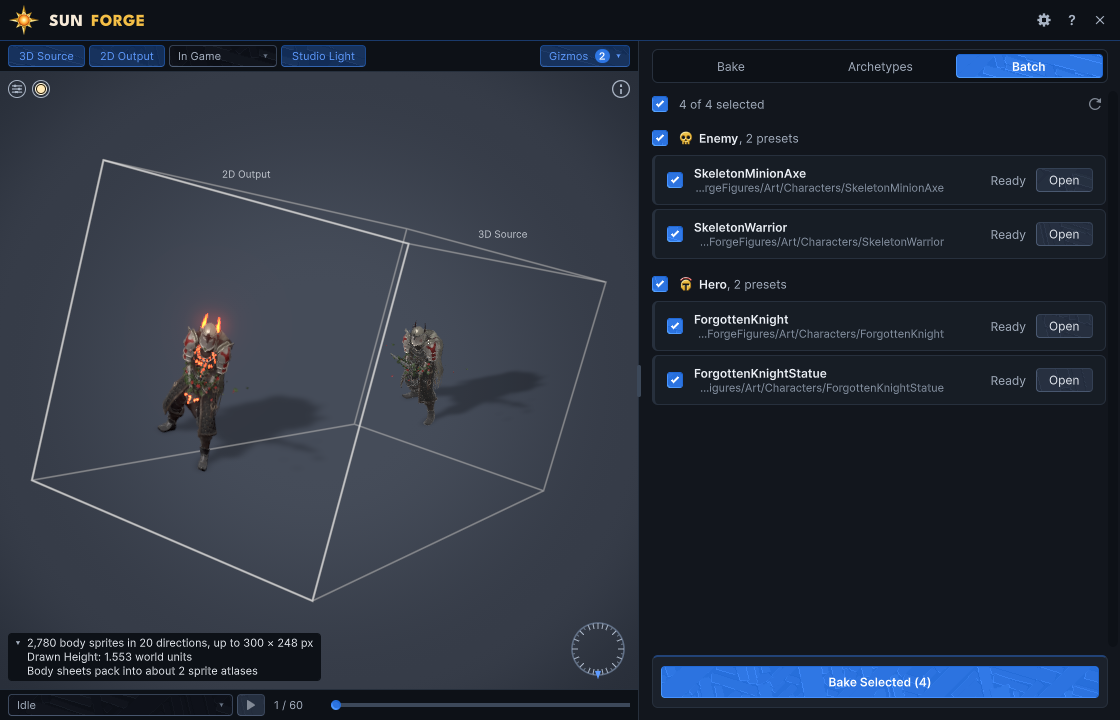 SUN FORGE
?
3D Source
2D Output
In Game
Studio Light
Gizmos 2
Bake
Archetypes
Batch
4 of 4 selected
Enemy, 2 presets
SkeletonMinionAxe
...rgeFigures/Art/Characters/SkeletonMinionAxe
Ready
Open
SkeletonWarrior
...ForgeFigures/Art/Characters/SkeletonWarrior
Ready
Open
Hero, 2 presets
ForgottenKnight
...ForgeFigures/Art/Characters/ForgottenKnight
Ready
Open
ForgottenKnightStatue
...igures/Art/Characters/ForgottenKnightStatue
Ready
Open
Bake Selected (4)
2D Output
3D Source
2,780 body sprites in 20 directions, up to 300 × 248 px
Drawn Height: 1.553 world units
Body sheets pack into about 2 sprite atlases
Idle
1 / 60